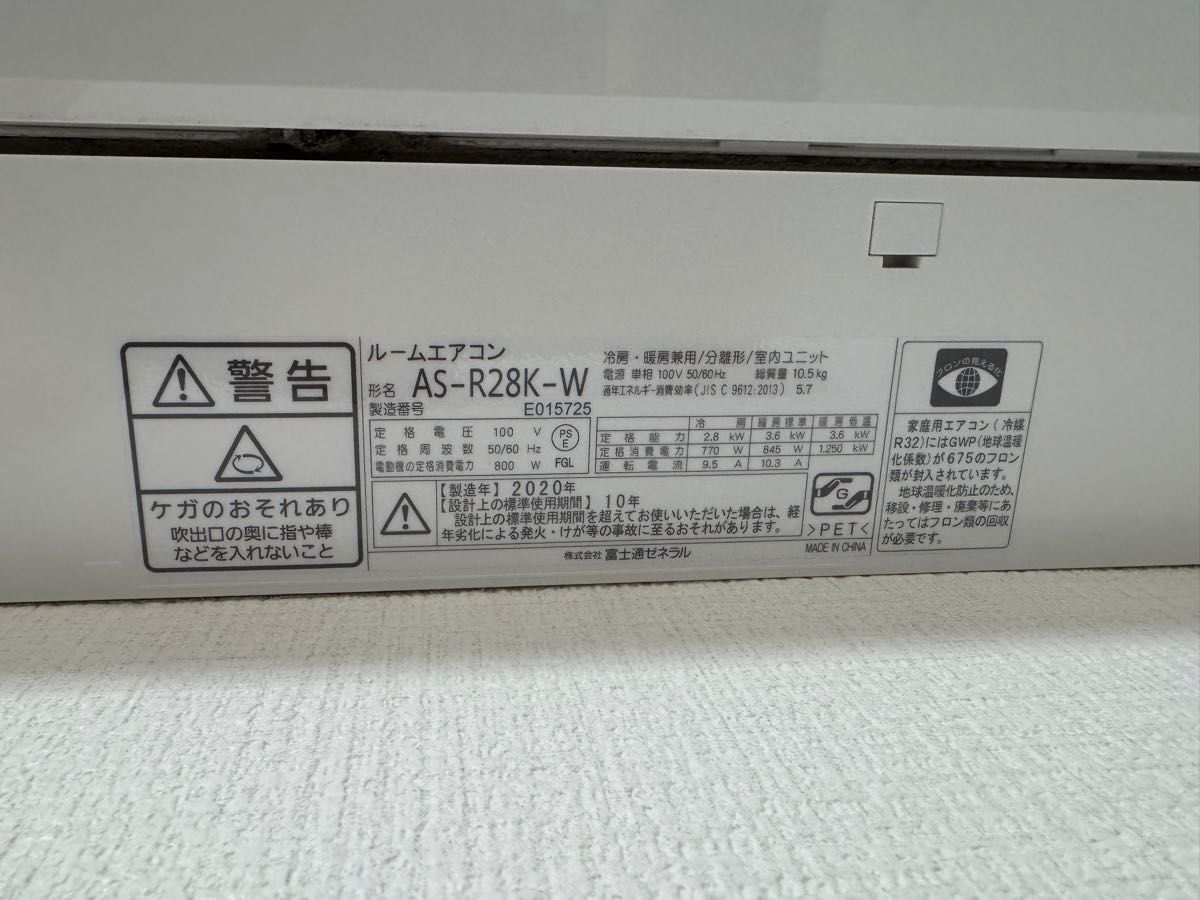 警告
ケガのおそれあり
吹出口の奥に指や棒
などを入れないこと
ルームエアコン
形名 AS-R28K-W
製造番号 E015725
冷房・暖房兼用/分離形/室内ユニット
電源 単相 100V 50/60Hz 総質量 10.5kg
通年エネルギー消費効率(JIS C 9612:2013) 5.7
定格電圧 100 V
定格周波数 50/60 Hz
電動機の定格消費電力 800 W
PS
E
FGL
冷房 暖房標準 暖房低温
定格能力 2.8 kW 3.6 kW 3.6 kW
定格消費電力 770 W 845 W 1,250 kW
運転電流 9.5 A 10.3 A
【製造年】2020年
【設計上の標準使用期間】10年
設計上の標準使用期間を超えてお使いいただいた場合は、経
年劣化による発火・けが等の事故に至るおそれがあります。
G
>PET<
MADE IN CHINA
株式会社 富士通ゼネラル
フロンの見える化
家庭用エアコン(冷媒
R32)にはGWP(地球温暖
化係数)が675のフロン
類が封入されています。
地球温暖化防止のため、
移設・修理・廃棄等にあ
たってはフロン類の回収
が必要です。